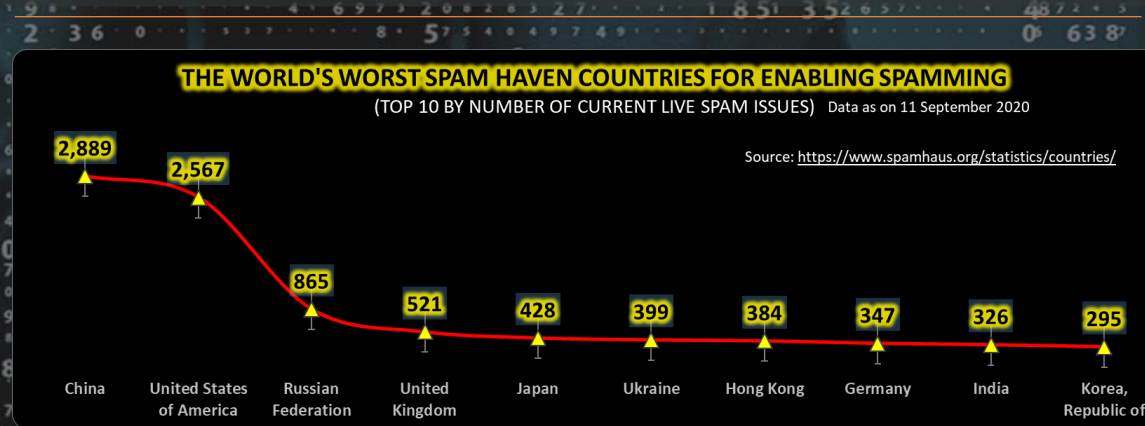 THE WORLD'S WORST SPAM HAVEN COUNTRIES FOR ENABLING SPAMMING
(TOP 10 BY NUMBER OF CURRENT LIVE SPAM ISSUES) Data as on 11 September 2020
Source: https://www.spamhaus.org/statistics/countries/
2,889
2,567
865
521
428
399
384
347
326
295
China
United States
of America
Russian
Federation
United
Kingdom
Japan
Ukraine
Hong Kong
Germany
India
Korea,
Republic of